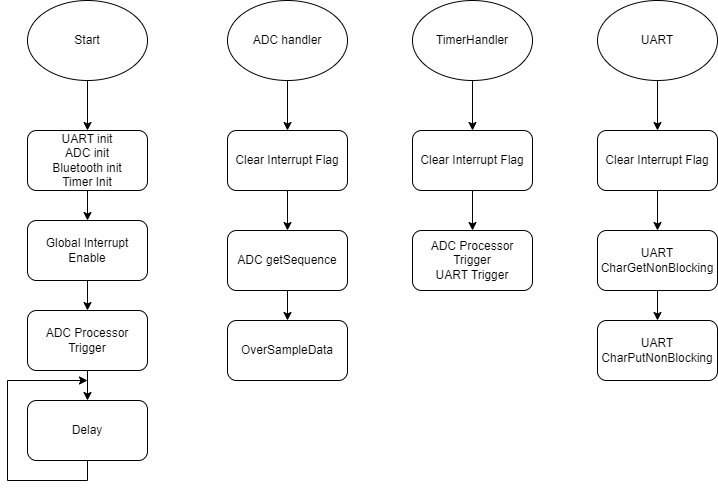 Start
UART init
ADC init
Bluetooth init
Timer Init
Global Interrupt
Enable
ADC Processor
Trigger
Delay
ADC handler
Clear Interrupt Flag
ADC getSequence
OverSampleData
TimerHandler
Clear Interrupt Flag
ADC Processor
Trigger
UART Trigger
UART
Clear Interrupt Flag
UART
CharGetNonBlocking
UART
CharPutNonBlocking